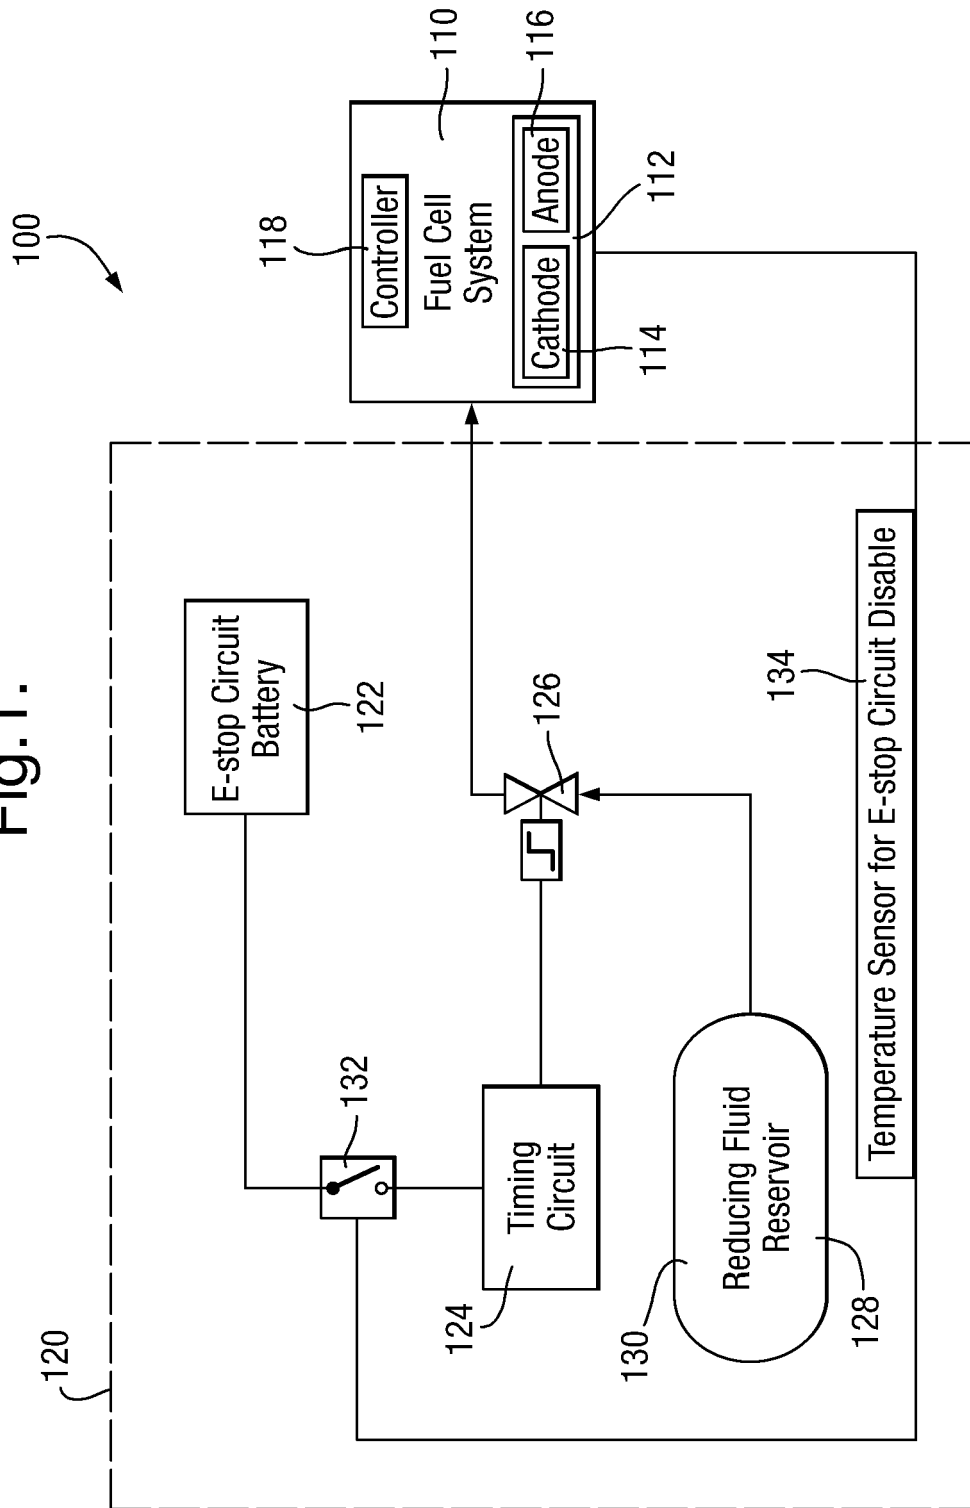 Fig.1.
100
120
E-stop Circuit
Battery
122
132
Timing
Circuit
124
126
Reducing Fluid
Reservoir
130
128
Temperature Sensor for E-stop Circuit Disable
134
118
Controller
Fuel Cell
System
110
Cathode
Anode
116
114
112